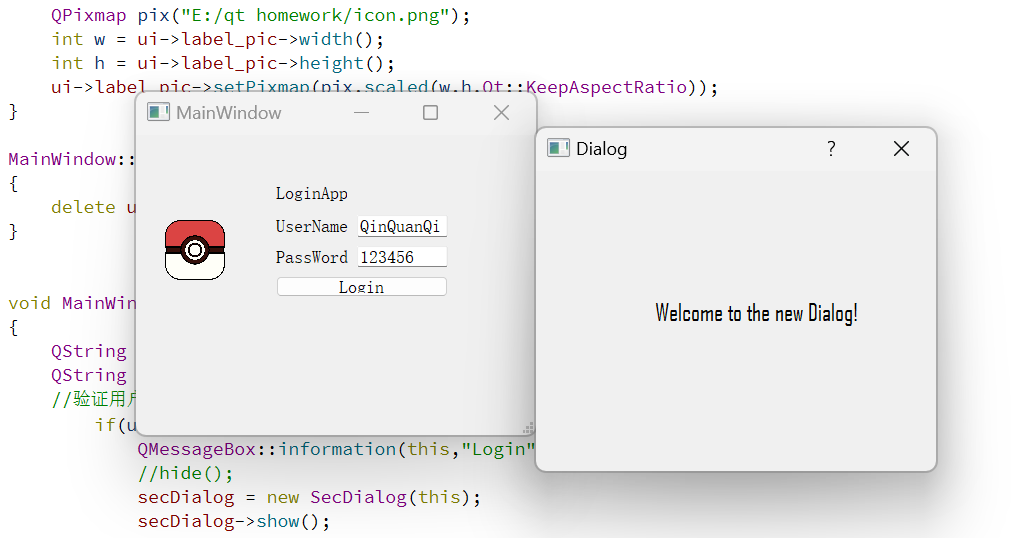 QPixmap pix("E:/qt homework/icon.png");
int w = ui->label_pic->width();
int h = ui->label_pic->height();
ui->label_pic->setPixmap(pix.scaled(w,h,Qt::KeepAspectRatio));
}
MainWindow::
{
delete u
}
void MainWin
{
QString
QString
//验证用户
if(u
QMessageBox::information(this,"Login"
//hide();
secDialog = new SecDialog(this);
secDialog->show();
MainWindow
LoginApp
UserName QinQuanQi
PassWord 123456
Login
Dialog ?
Welcome to the new Dialog!